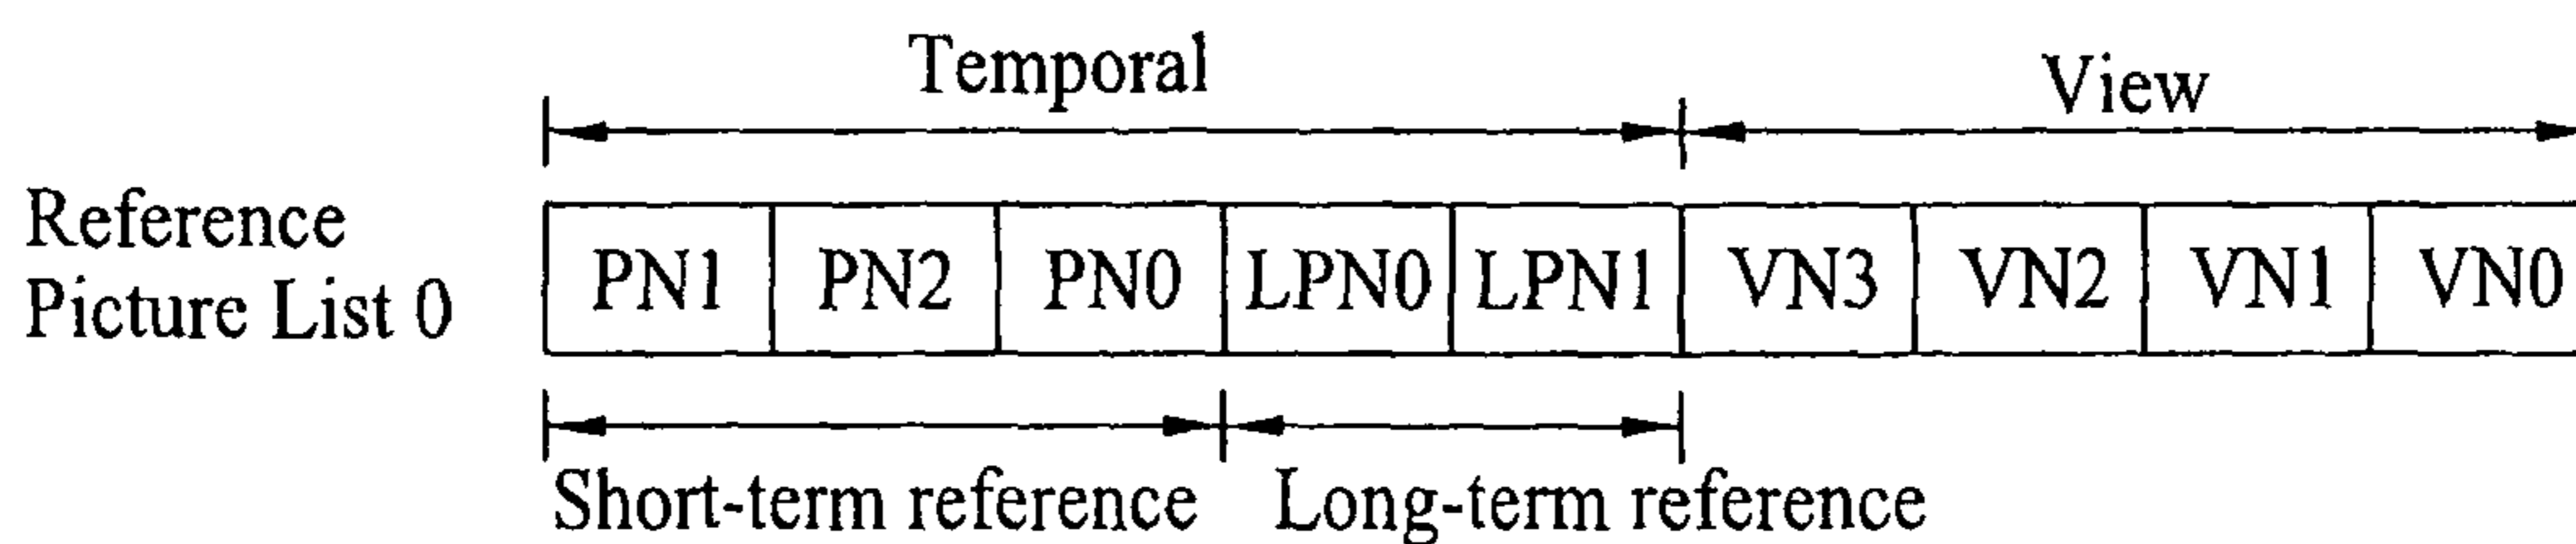 Temporal
View
Reference
Picture List 0
PN1 PN2 PN0 LPN0 LPN1 VN3 VN2 VN1 VN0
Short-term reference Long-term reference